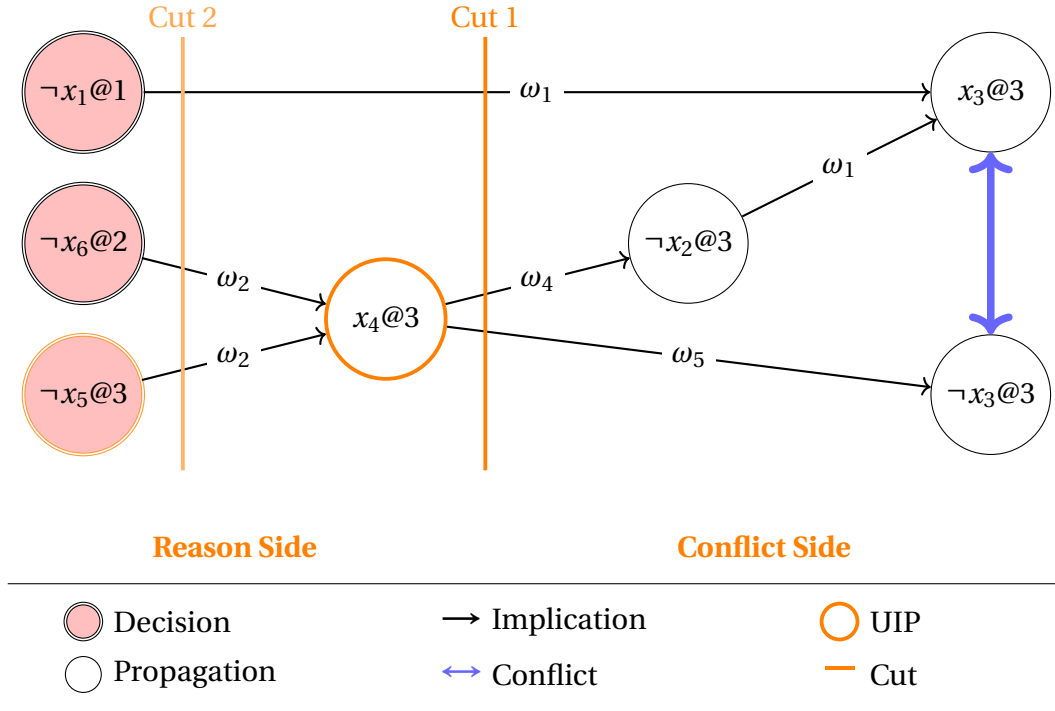 Cut 2 Cut 1
¬x₁@1 ω₁ x₃@3
ω₁
¬x₆@2 ¬x₂@3
ω₂ ω₄
x₄@3
ω₂ ω₅
¬x₅@3 ¬x₃@3
Reason Side Conflict Side
Decision Implication UIP
Propagation Conflict Cut